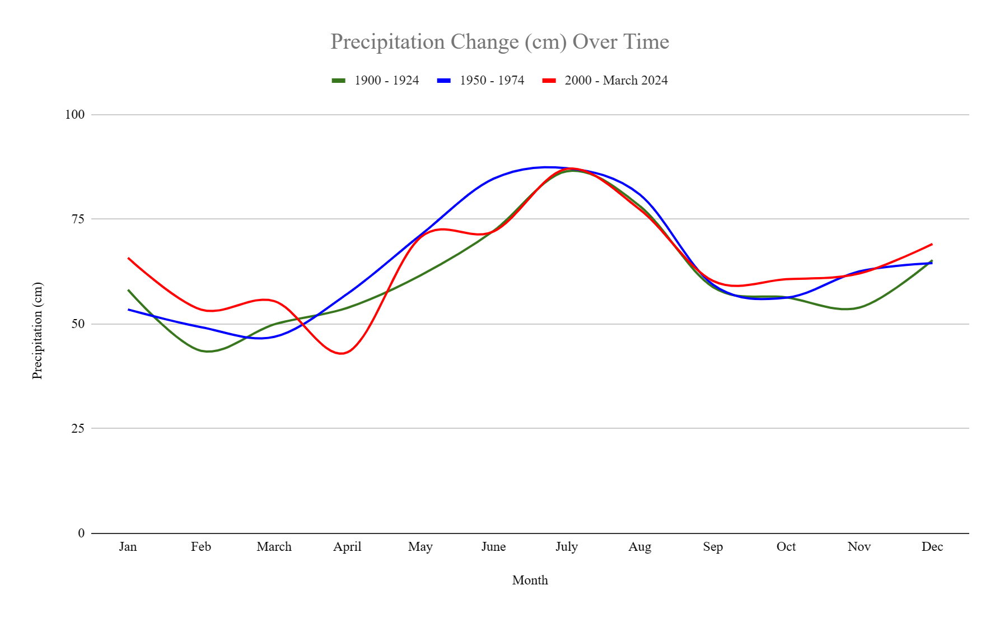 Precipitation Change (cm) Over Time
1900 - 1924 1950 - 1974 2000 - March 2024
100
75
50
25
0
Precipitation (cm)
Jan Feb March April May June July Aug Sep Oct Nov Dec
Month